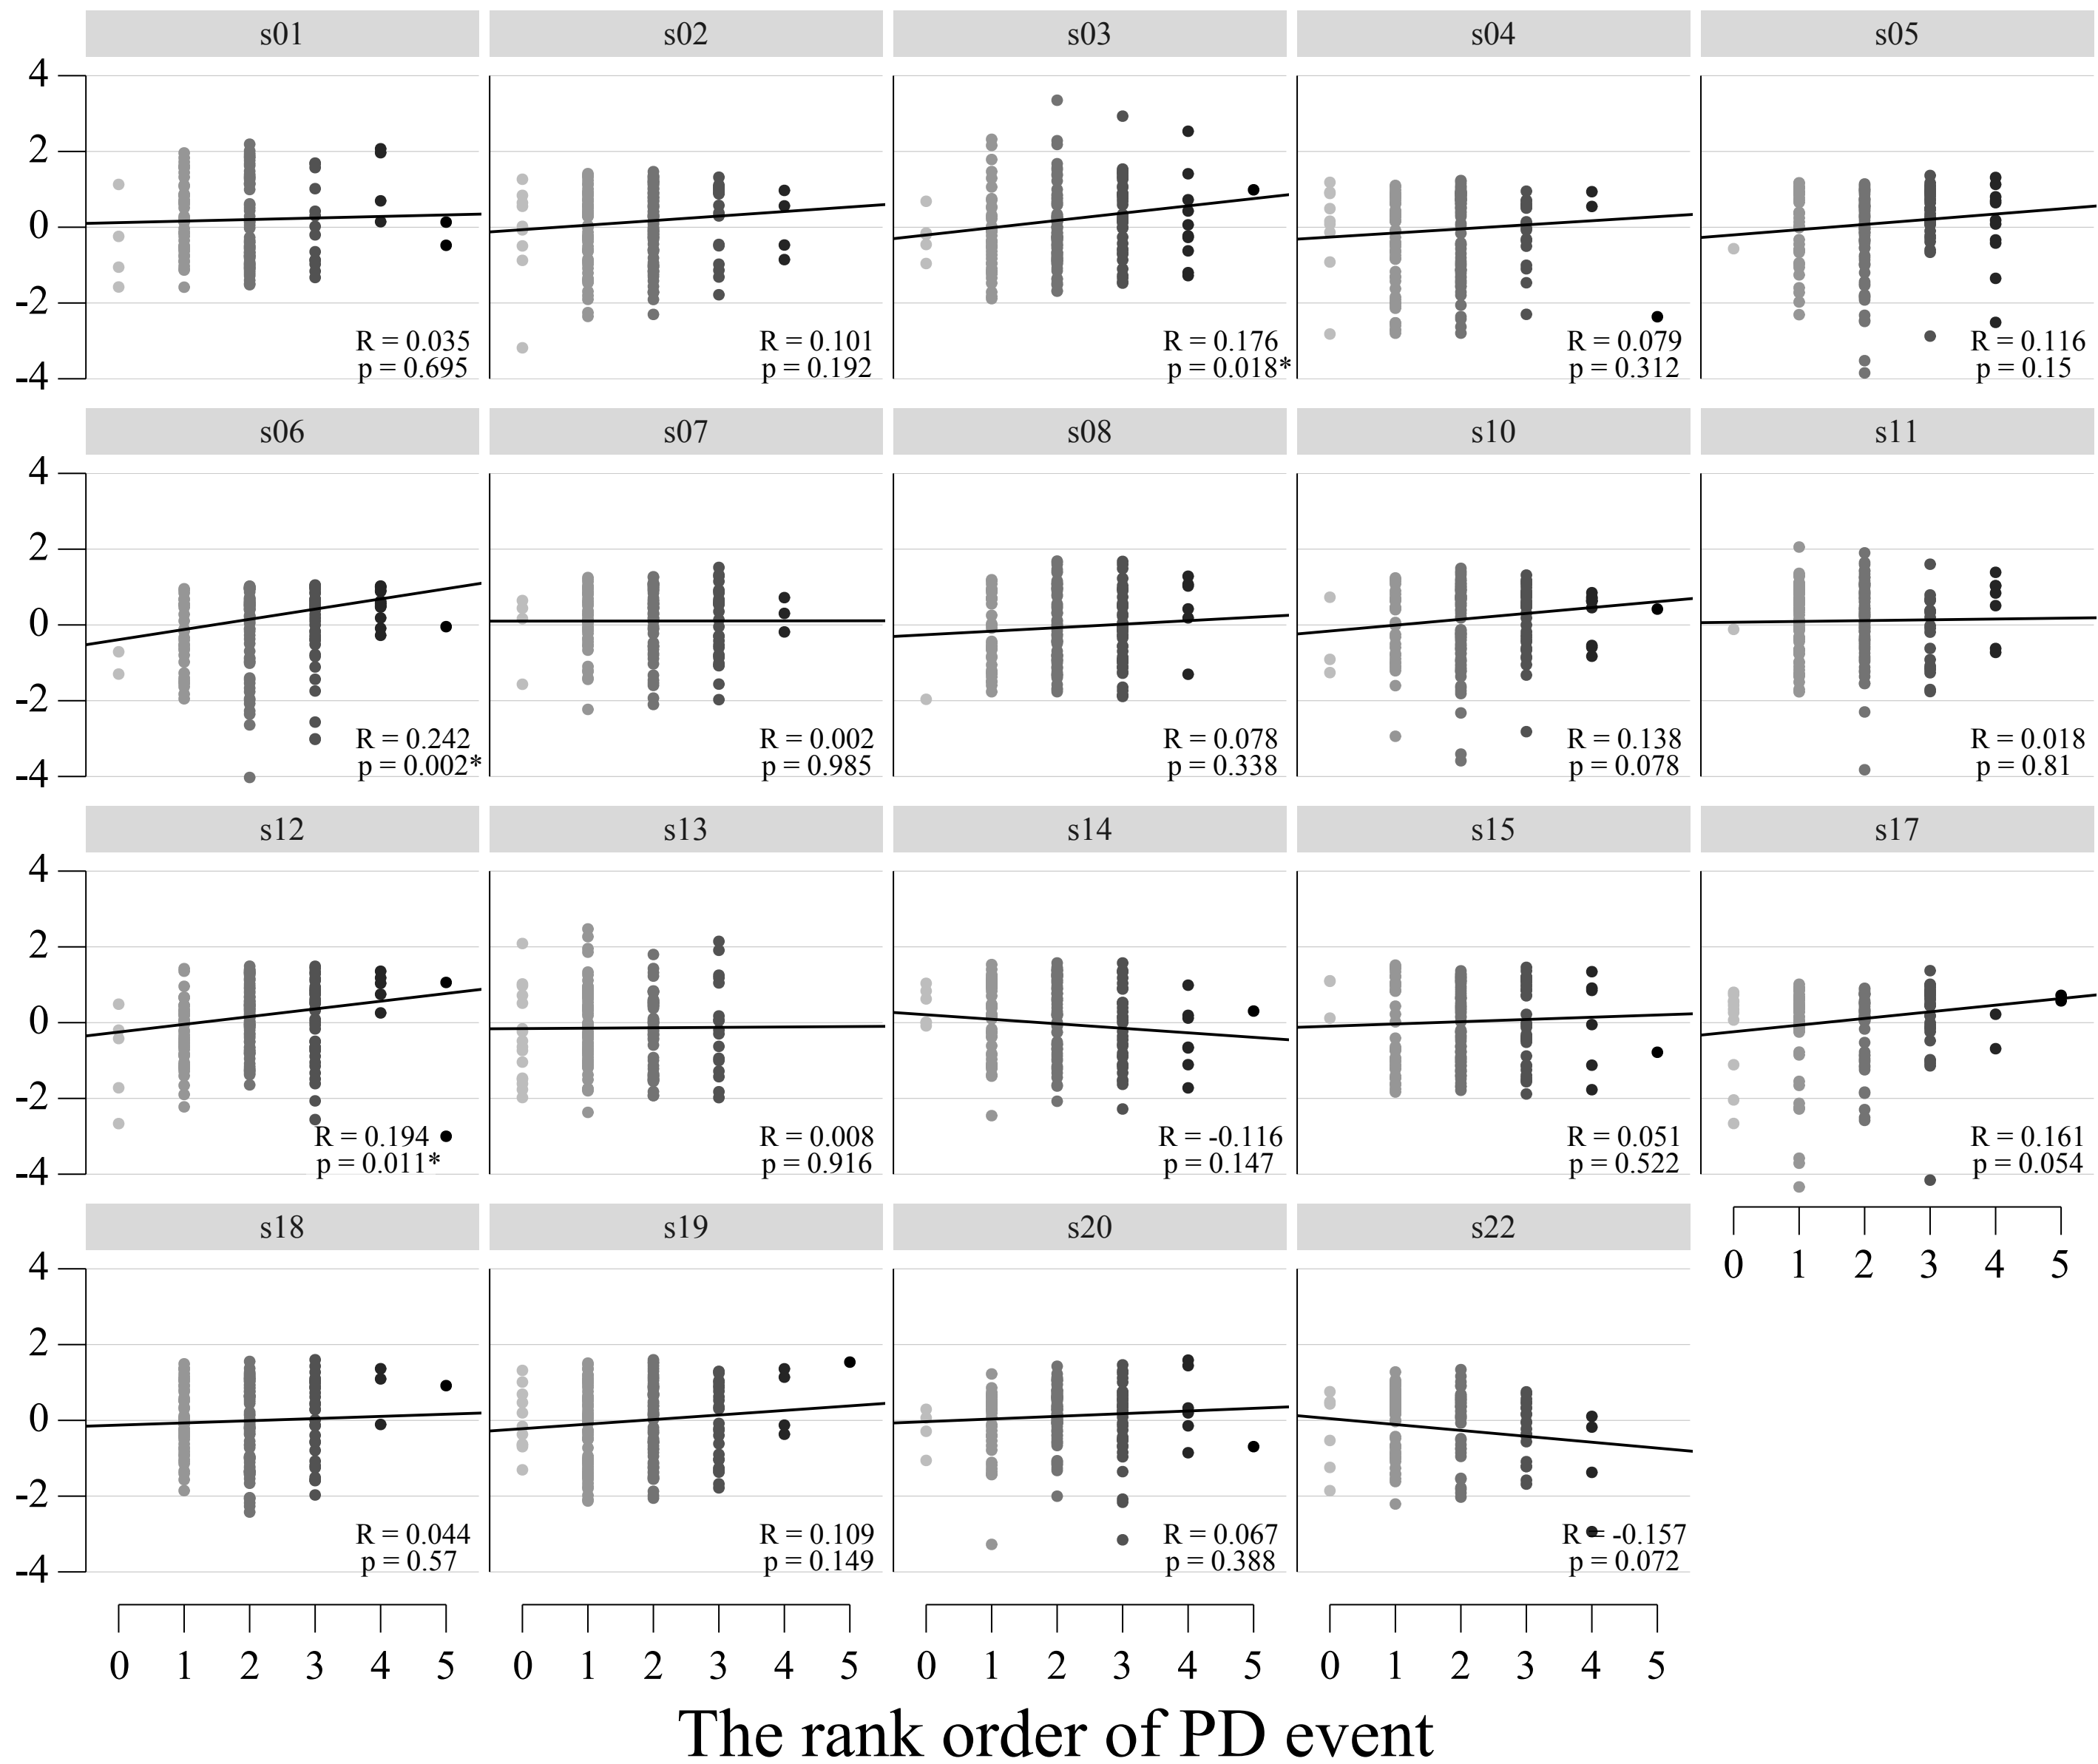 s01 s02 s03 s04 s05
4
2
0
-2
-4
R = 0.035 R = 0.101 R = 0.176 R = 0.079 R = 0.116
p = 0.695 p = 0.192 p = 0.018* p = 0.312 p = 0.15
s06 s07 s08 s10 s11
4
2
0
-2
-4
R = 0.242 R = 0.002 R = 0.078 R = 0.138 R = 0.018
p = 0.002* p = 0.985 p = 0.338 p = 0.078 p = 0.81
s12 s13 s14 s15 s17
4
2
0
-2
-4
R = 0.194 R = 0.008 R = -0.116 R = 0.051 R = 0.161
p = 0.011* p = 0.916 p = 0.147 p = 0.522 p = 0.054
s18 s19 s20 s22
0 1 2 3 4 5
4
2
0
-2
-4
R = 0.044 R = 0.109 R = 0.067 R = -0.157
p = 0.57 p = 0.149 p = 0.388 p = 0.072
0 1 2 3 4 5 0 1 2 3 4 5 0 1 2 3 4 5 0 1 2 3 4 5
The rank order of PD event